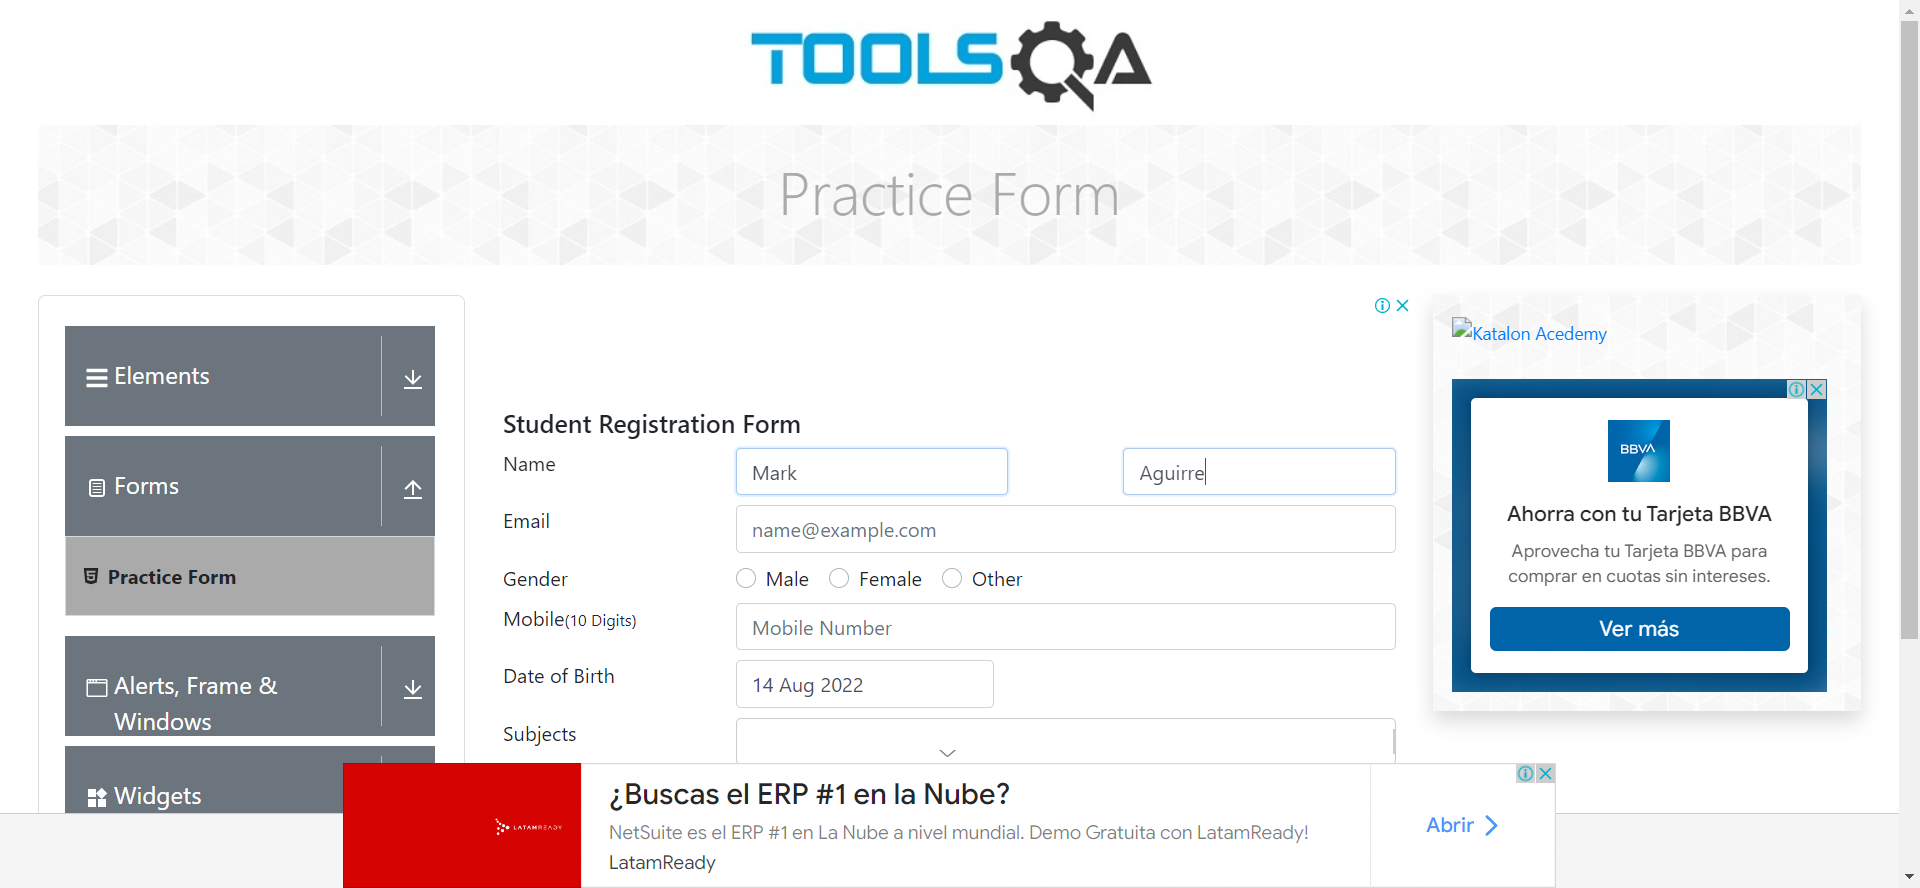 TOOLSQA
Practice Form
Elements
Forms
Practice Form
Alerts, Frame &
Windows
Widgets
Student Registration Form
Name
Mark
Aguirre
Email
name@example.com
Gender
Male
Female
Other
Mobile(10 Digits)
Mobile Number
Date of Birth
14 Aug 2022
Subjects
Katalon Acedemy
BBVA
Ahorra con tu Tarjeta BBVA
Aprovecha tu Tarjeta BBVA para
comprar en cuotas sin intereses.
Ver más
LATAMREADY
¿Buscas el ERP #1 en la Nube?
NetSuite es el ERP #1 en La Nube a nivel mundial. Demo Gratuita con LatamReady!
LatamReady
Abrir